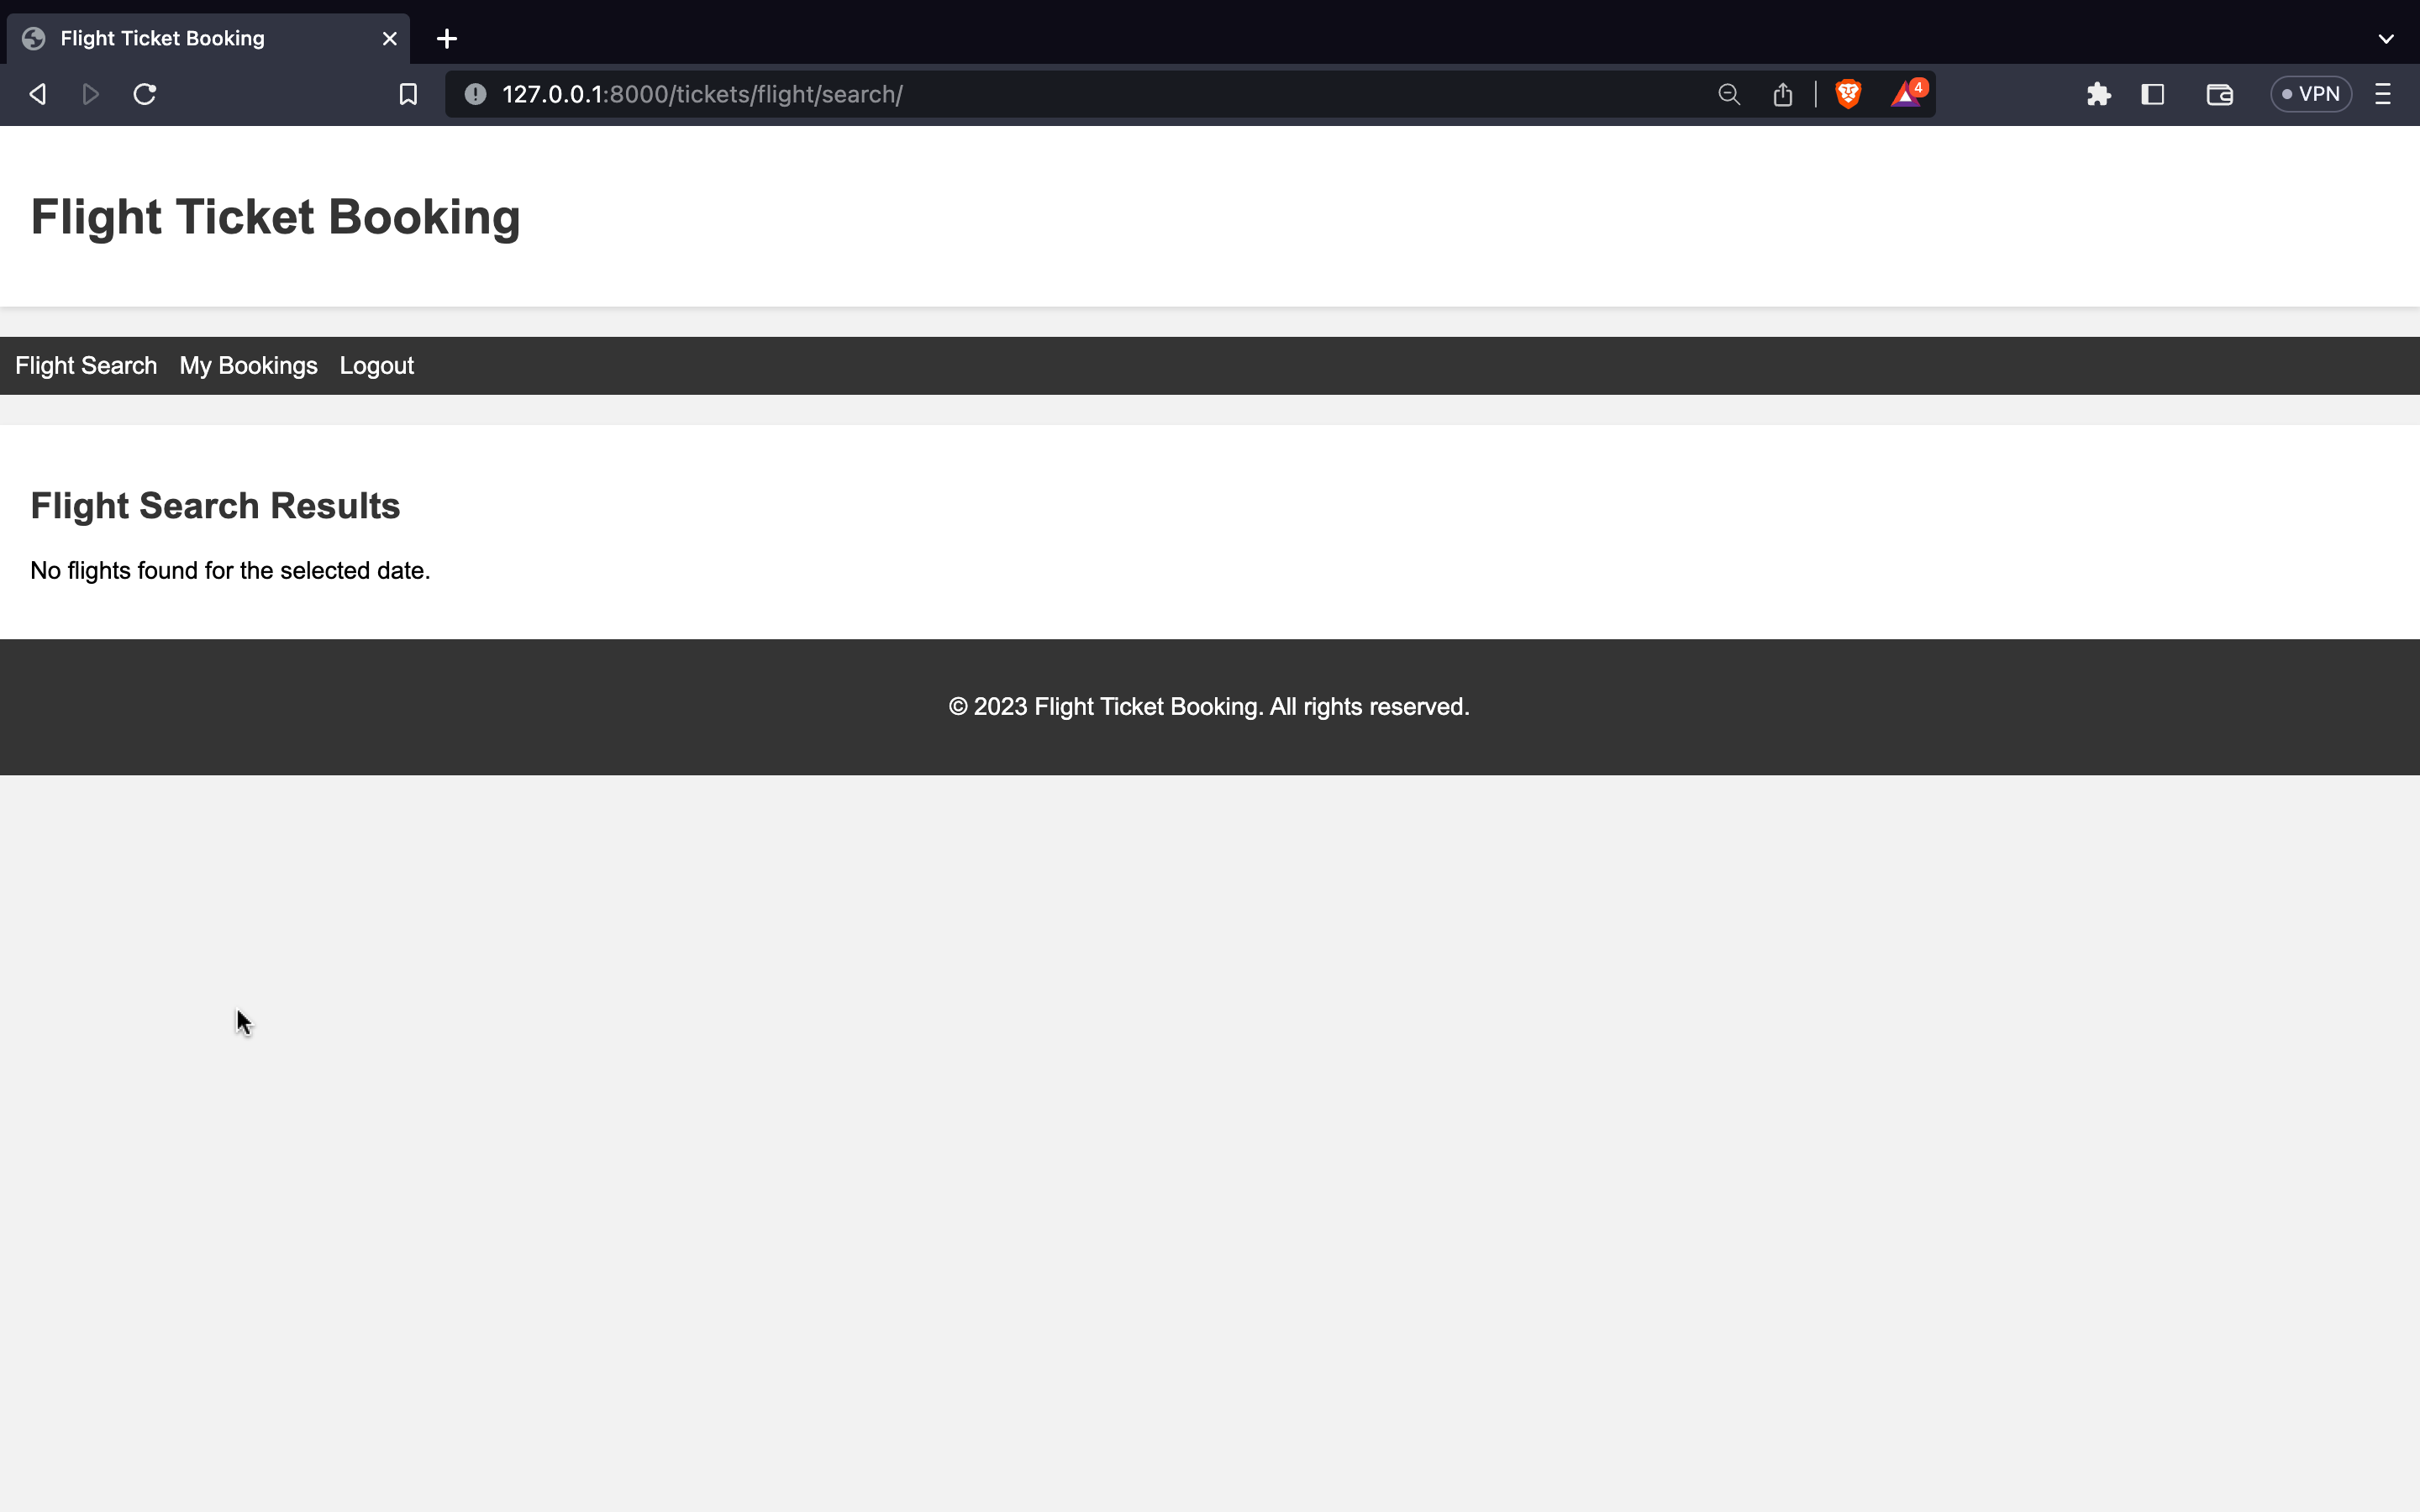 Flight Ticket Booking
127.0.0.1:8000/tickets/flight/search/
4
VPN
Flight Ticket Booking
Flight Search My Bookings Logout
Flight Search Results
No flights found for the selected date.
© 2023 Flight Ticket Booking. All rights reserved.